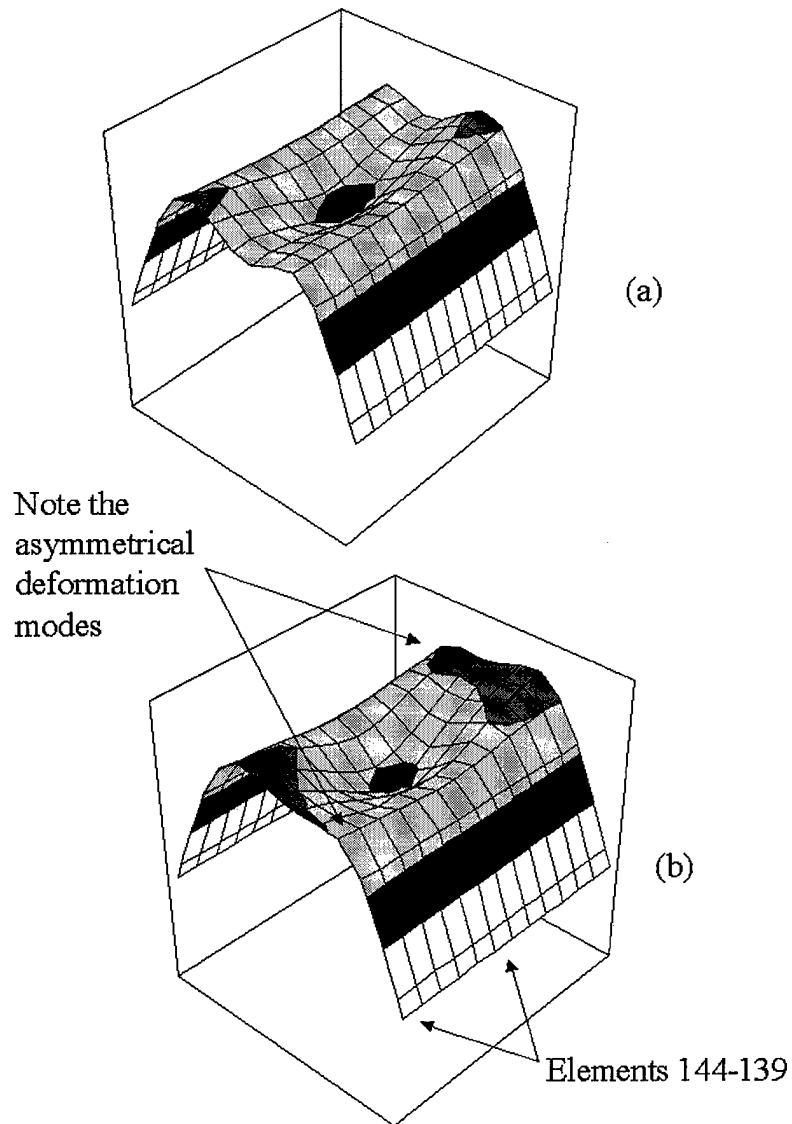 (a)
Note the
asymmetrical
deformation
modes
(b)
Elements 144-139